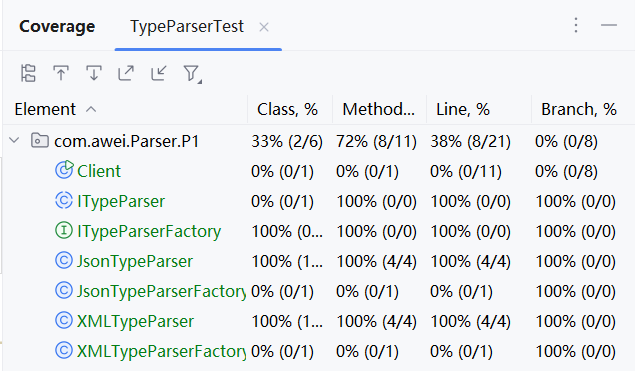 Coverage TypeParserTest
Element Class, % Method... Line, % Branch, %
com.awei.Parser.P1 33% (2/6) 72% (8/11) 38% (8/21) 0% (0/8)
Client 0% (0/1) 0% (0/1) 0% (0/11) 0% (0/8)
ITypeParser 0% (0/1) 100% (0/0) 100% (0/0) 100% (0/0)
ITypeParserFactory 100% (0... 100% (0/0) 100% (0/0) 100% (0/0)
JsonTypeParser 100% (1... 100% (4/4) 100% (4/4) 100% (0/0)
JsonTypeParserFactory 0% (0/1) 0% (0/1) 0% (0/1) 100% (0/0)
XMLTypeParser 100% (1... 100% (4/4) 100% (4/4) 100% (0/0)
XMLTypeParserFactory 0% (0/1) 0% (0/1) 0% (0/1) 100% (0/0)